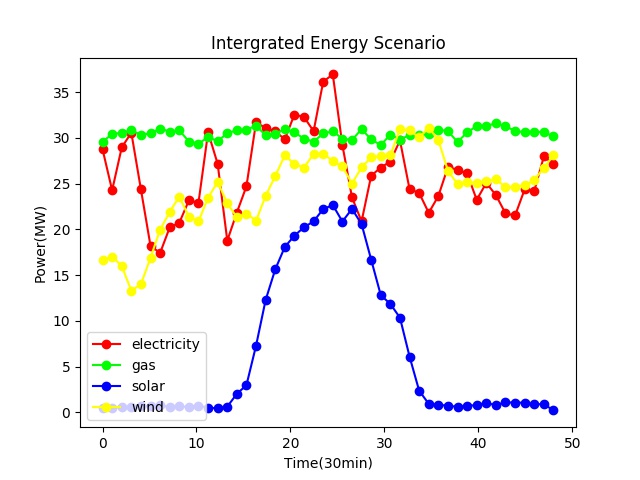 Intergrated Energy Scenario
Power(MW)
35
30
25
20
15
10
5
0
electricity
gas
solar
wind
0 10 20 30 40 50
Time(30min)